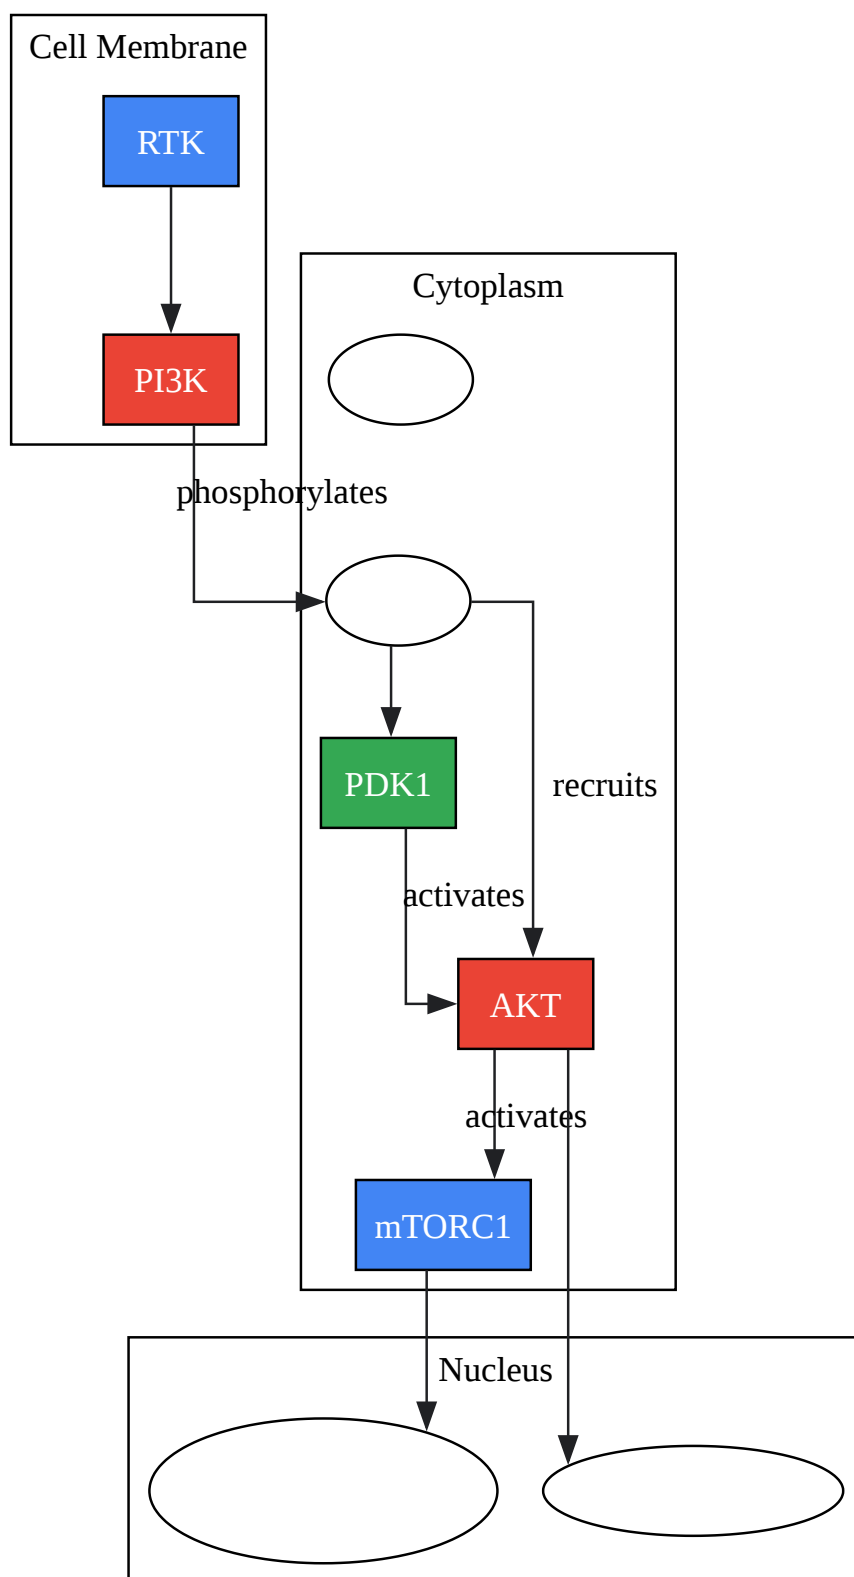 Cell Membrane
RTK
Cytoplasm
PI3K
phosphorylates
PDK1
recruits
activates
AKT
activates
mTORC1
Nucleus